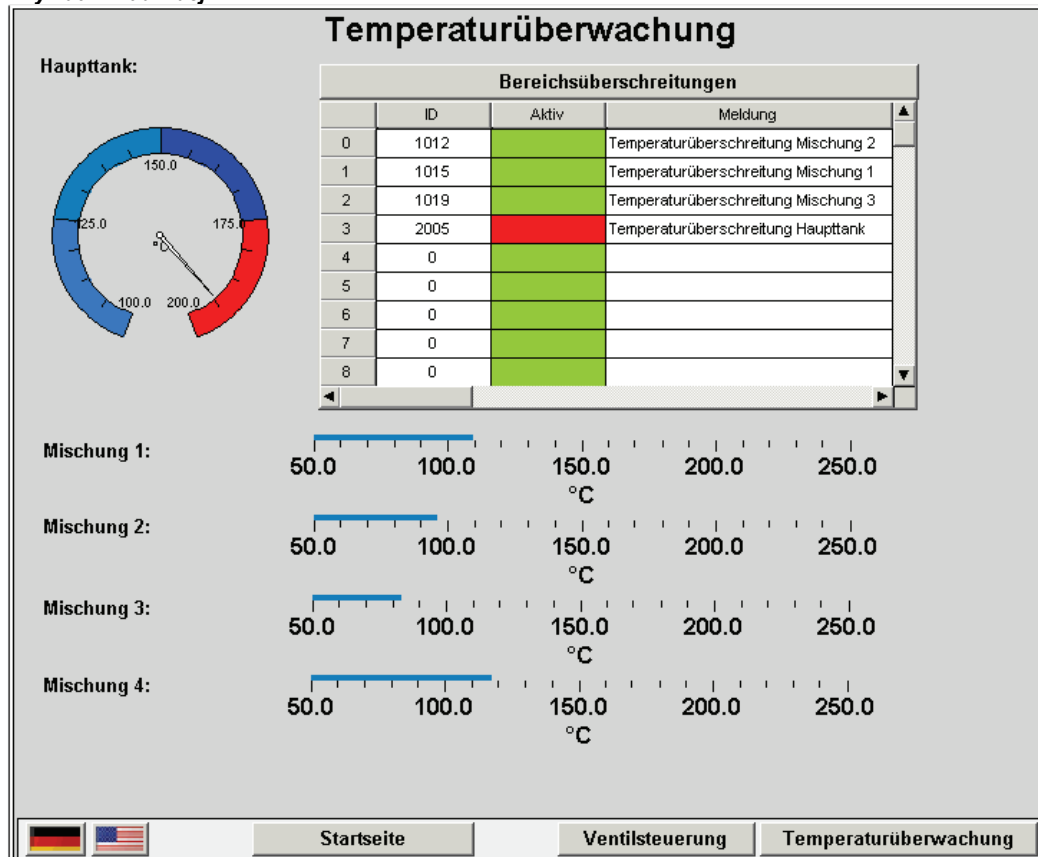 Temperaturüberwachung
Haupttank:
Bereichsüberschreitungen
ID Aktiv Meldung
0 1012 Temperaturüberschreitung Mischung 2
1 1015 Temperaturüberschreitung Mischung 1
2 1019 Temperaturüberschreitung Mischung 3
3 2005 Temperaturüberschreitung Haupttank
4 0
5 0
6 0
7 0
8 0
150.0
125.0 175.0
°C
100.0 200.0
Mischung 1:
50.0 100.0 150.0 200.0 250.0
°C
Mischung 2:
50.0 100.0 150.0 200.0 250.0
°C
Mischung 3:
50.0 100.0 150.0 200.0 250.0
°C
Mischung 4:
50.0 100.0 150.0 200.0 250.0
°C
Startseite Ventilsteuerung Temperaturüberwachung